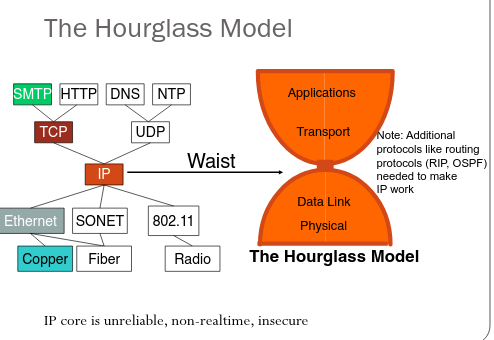 The Hourglass Model
SMTP HTTP DNS NTP
TCP UDP
IP
Waist
Ethernet SONET 802.11
Copper Fiber Radio
Applications
Transport
Data Link
Physical
Note: Additional
protocols like routing
protocols (RIP, OSPF)
needed to make
IP work
The Hourglass Model
IP core is unreliable, non-realtime, insecure